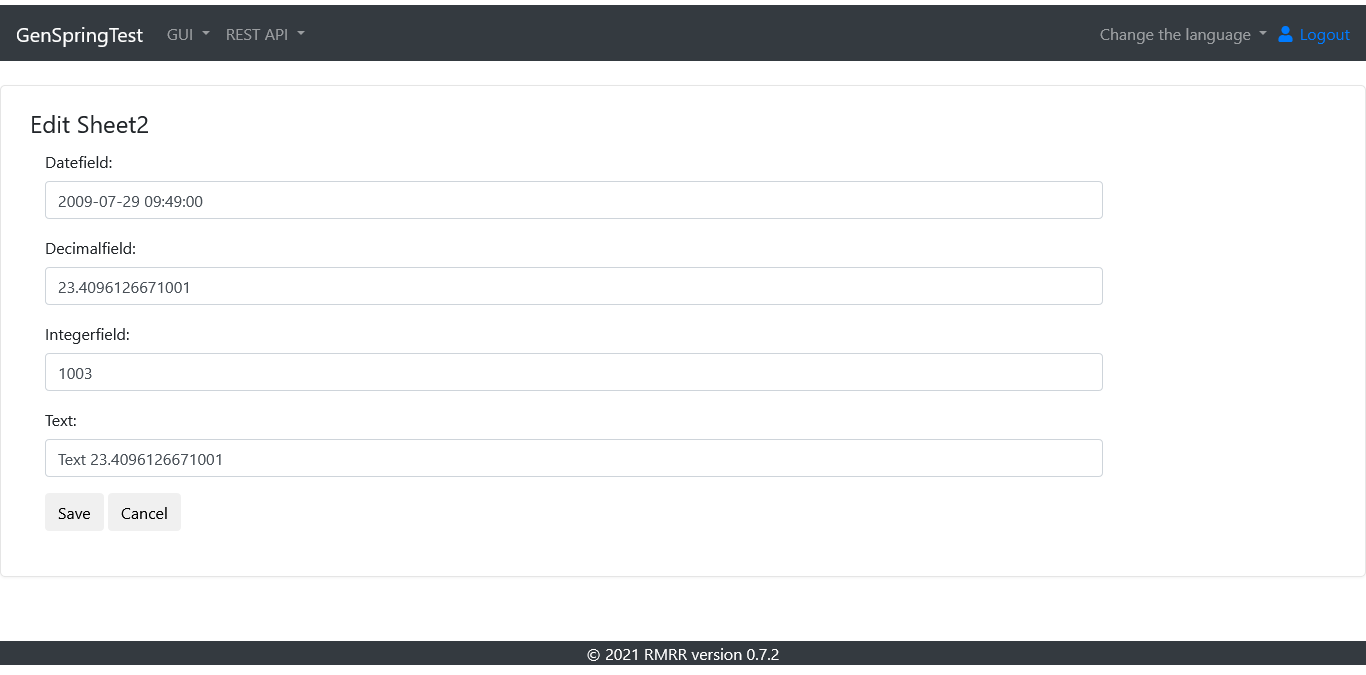 GenSpringTest GUI REST API Change the language Logout
Edit Sheet2
Datefield:
2009-07-29 09:49:00
Decimalfield:
23.4096126671001
Integerfield:
1003
Text:
Text 23.4096126671001
Save Cancel
© 2021 RMRR version 0.7.2